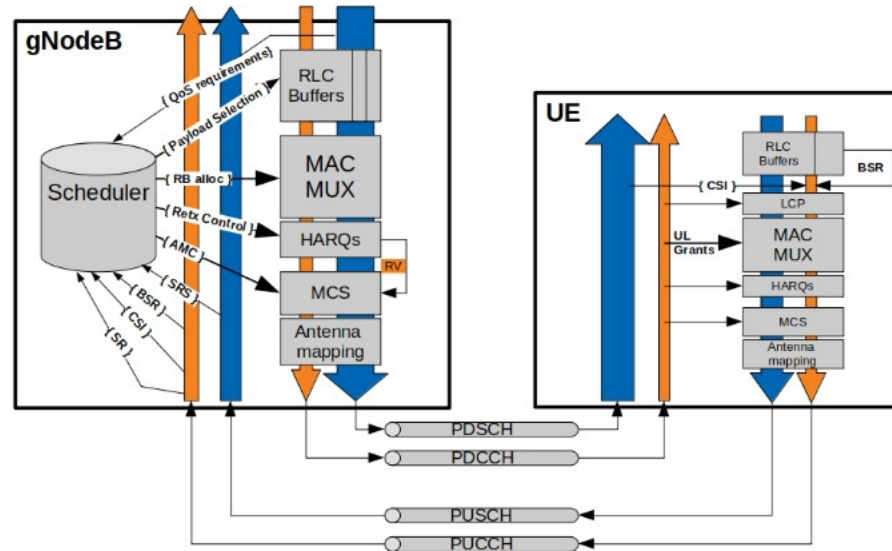 gNodeB
{ QoS requirements}
{ Payload Selection }
RLC
Buffers
Scheduler
{ RB alloc }
MAC
MUX
{ Retx Control }
HARQs
{ AMC }
RV
MCS
{ SRS }
{ BSR }
{ CSI }
{ SR }
Antenna
mapping
UE
RLC
Buffers
BSR
{ CSI }
LCP
UL
Grants
MAC
MUX
HARQs
MCS
Antenna
mapping
PDSCH
PDCCH
PUSCH
PUCCH